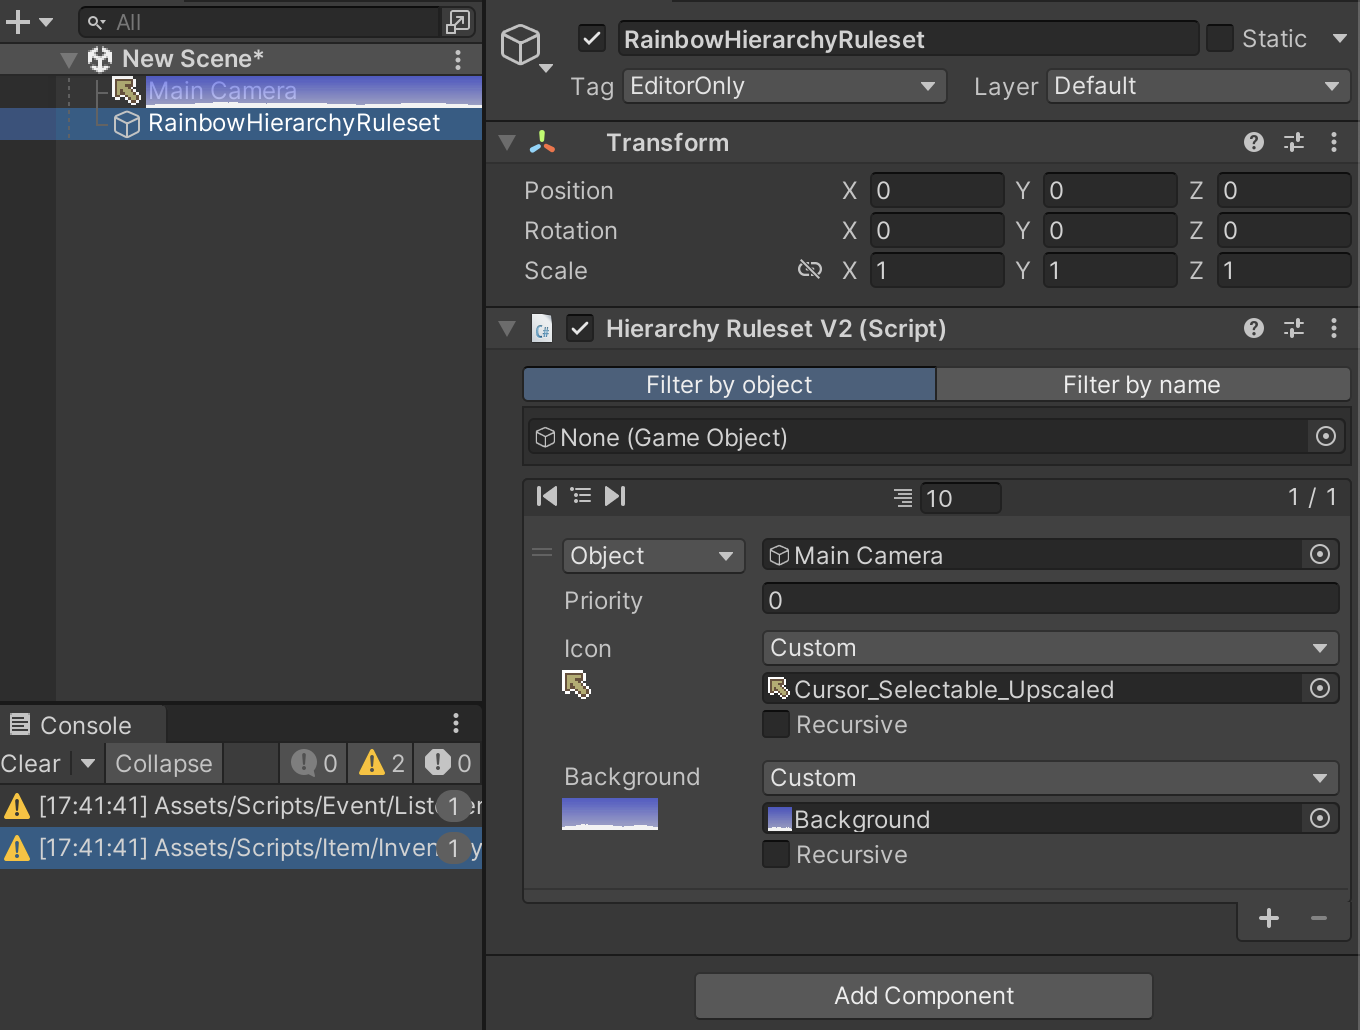 All
New Scene*
Main Camera
RainbowHierarchyRuleset
Console
Clear Collapse 0 2 0
[17:41:41] Assets/Scripts/Event/List 1
[17:41:41] Assets/Scripts/Item/Inven 1
RainbowHierarchyRuleset Static
Tag EditorOnly Layer Default
Transform
Position X 0 Y 0 Z 0
Rotation X 0 Y 0 Z 0
Scale X 1 Y 1 Z 1
C# Hierarchy Ruleset V2 (Script)
Filter by object Filter by name
None (Game Object)
10 1 / 1
Object Main Camera
Priority 0
Icon Custom
Cursor_Selectable_Upscaled
Recursive
Background Custom
Background
Recursive
Add Component